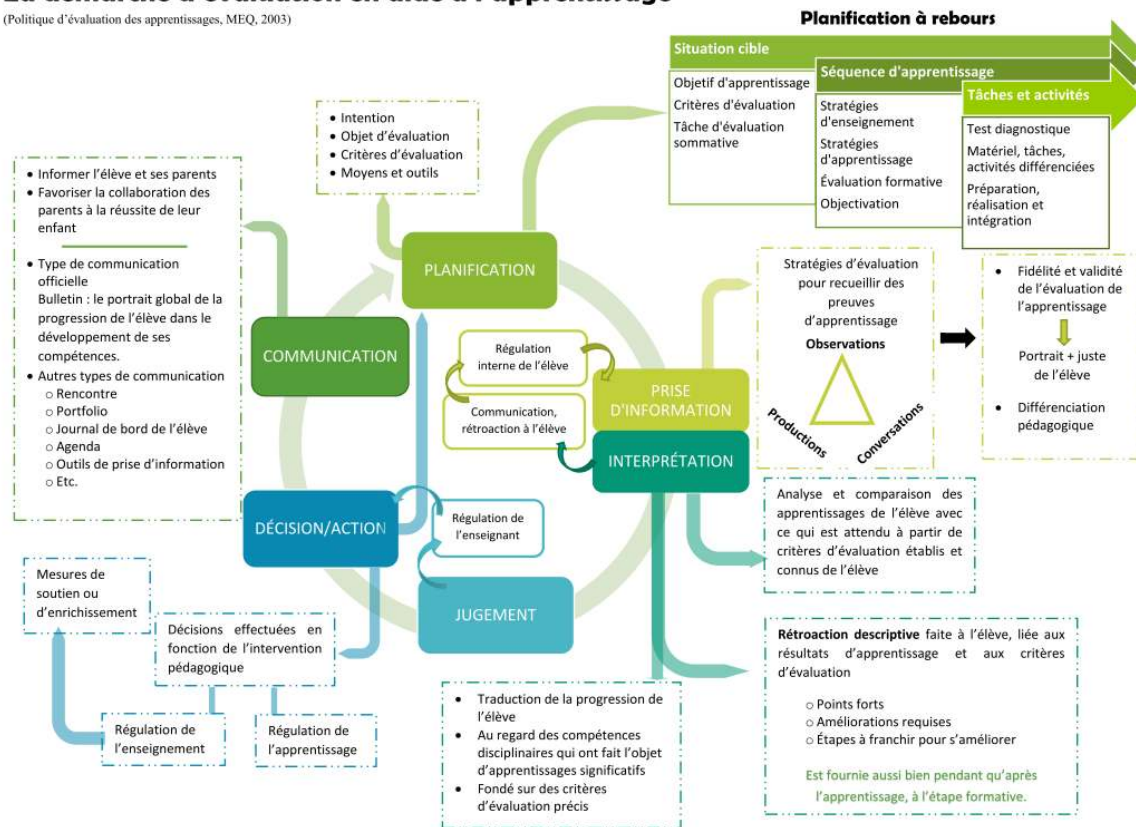 La démarche d'évaluation en aide à l'apprentissage
(Politique d'évaluation des apprentissages, MEQ, 2003)
Planification à rebours
Situation cible
Objetif d'apprentissage
Critères d'évaluation
Tâche d'évaluation
sommative
Séquence d'apprentissage
Stratégies
d'enseignement
Stratégies
d'apprentissage
Évaluation formative
Objectivation
Tâches et activités
Test diagnostique
Matériel, tâches,
activités différenciées
Préparation,
réalisation et
intégration
• Intention
• Objet d'évaluation
• Critères d'évaluation
• Moyens et outils
• Informer l'élève et ses parents
• Favoriser la collaboration des
parents à la réussite de leur
enfant
• Type de communication
officielle
Bulletin : le portrait global de la
progression de l'élève dans le
développement de ses
compétences.
• Autres types de communication
o Rencontre
o Portfolio
o Journal de bord de l'élève
o Agenda
o Outils de prise d'information
o Etc.
PLANIFICATION
COMMUNICATION
Régulation
interne de l'élève
Communication,
rétroaction à l'élève
PRISE
D'INFORMATION
INTERPRÉTATION
Stratégies d'évaluation
pour recueillir des
preuves
d'apprentissage
Observations
Productions
Conversations
• Fidélité et validité
de l'évaluation de
l'apprentissage
Portrait + juste
de l'élève
• Différenciation
pédagogique
DÉCISION/ACTION
Régulation de
l'enseignant
JUGEMENT
Analyse et comparaison des
apprentissages de l'élève avec
ce qui est attendu à partir de
critères d'évaluation établis et
connus de l'élève
Mesures de
soutien ou
d'enrichissement
Décisions effectuées en
fonction de l'intervention
pédagogique
Régulation de
l'enseignement
Régulation de
l'apprentissage
• Traduction de la progression de
l'élève
• Au regard des compétences
disciplinaires qui ont fait l'objet
d'apprentissages significatifs
• Fondé sur des critères
d'évaluation précis
Rétroaction descriptive faite à l'élève, liée aux
résultats d'apprentissage et aux critères
d'évaluation
o Points forts
o Améliorations requises
o Étapes à franchir pour s'améliorer
Est fournie aussi bien pendant qu'après
l'apprentissage, à l'étape formative.